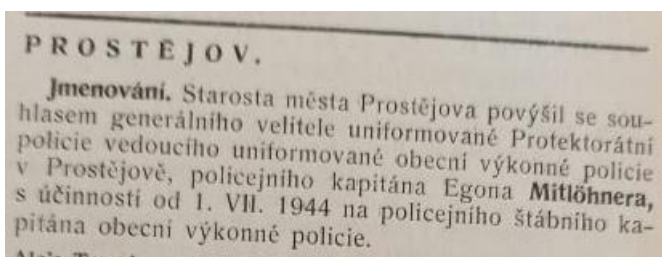 PROSTĚJOV.
Jmenování. Starosta města Prostějova povýšil se sou-
hlasem generálního velitele uniformované Protektorátní
policie vedoucího uniformované obecní výkonné policie
v Prostějově, policejního kapitána Egona Mitlöhnera,
s účinností od 1. VII. 1944 na policejního štábního ka-
pitána obecní výkonné policie.